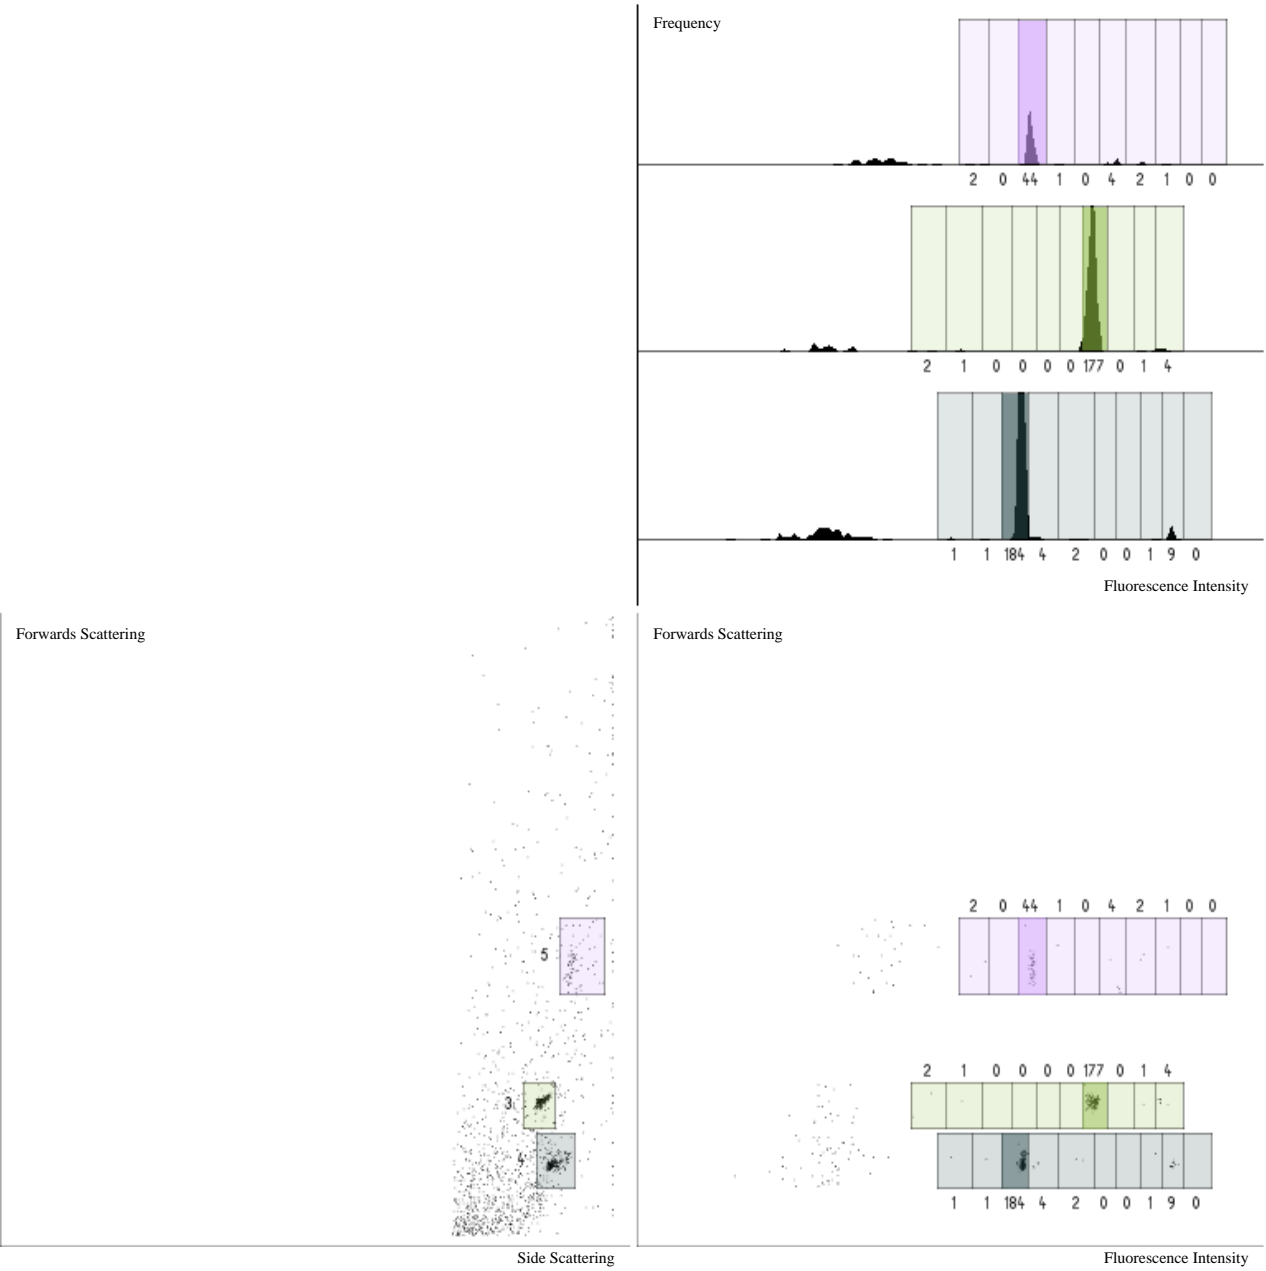 Frequency
2 0 44 1 0 4 2 1 0 0
2 1 0 0 0 0 177 0 1 4
1 1 184 4 2 0 0 1 9 0
Fluorescence Intensity
Forwards Scattering
5
3
4
Side Scattering
Forwards Scattering
2 0 44 1 0 4 2 1 0 0
2 1 0 0 0 0 177 0 1 4
1 1 184 4 2 0 0 1 9 0
Fluorescence Intensity